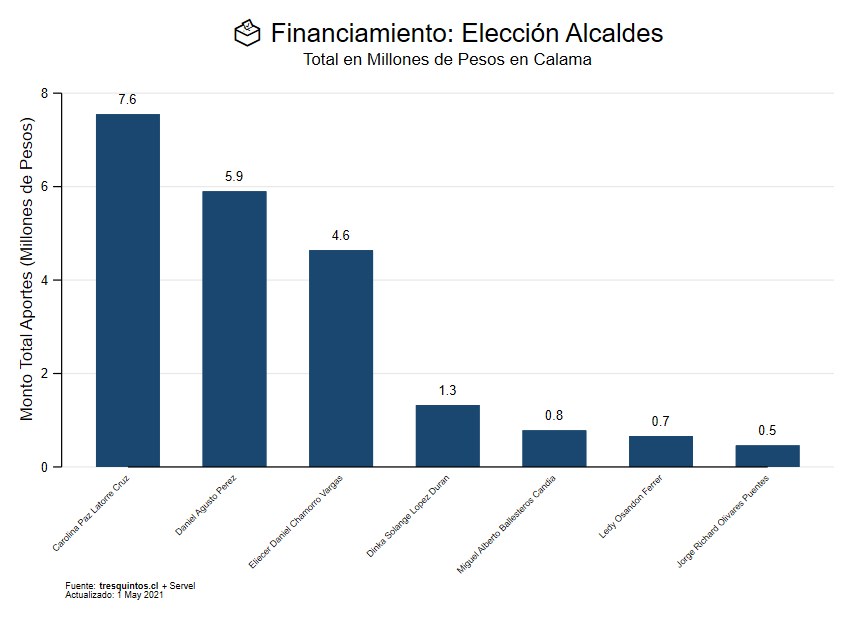 Financiamiento: Elección Alcaldes
Total en Millones de Pesos en Calama
Monto Total Aportes (Millones de Pesos)
8
6
4
2
0
7.6
5.9
4.6
1.3
0.8
0.7
0.5
Carolina Paz Latorre Cruz
Daniel Agusto Perez
Eliecer Daniel Chamorro Vargas
Dinka Solange Lopez Duran
Miguel Alberto Ballesteros Candia
Ledy Osandon Ferrer
Jorge Richard Olivares Puentes
Fuente: tresquintos.cl + Servel
Actualizado: 1 May 2021